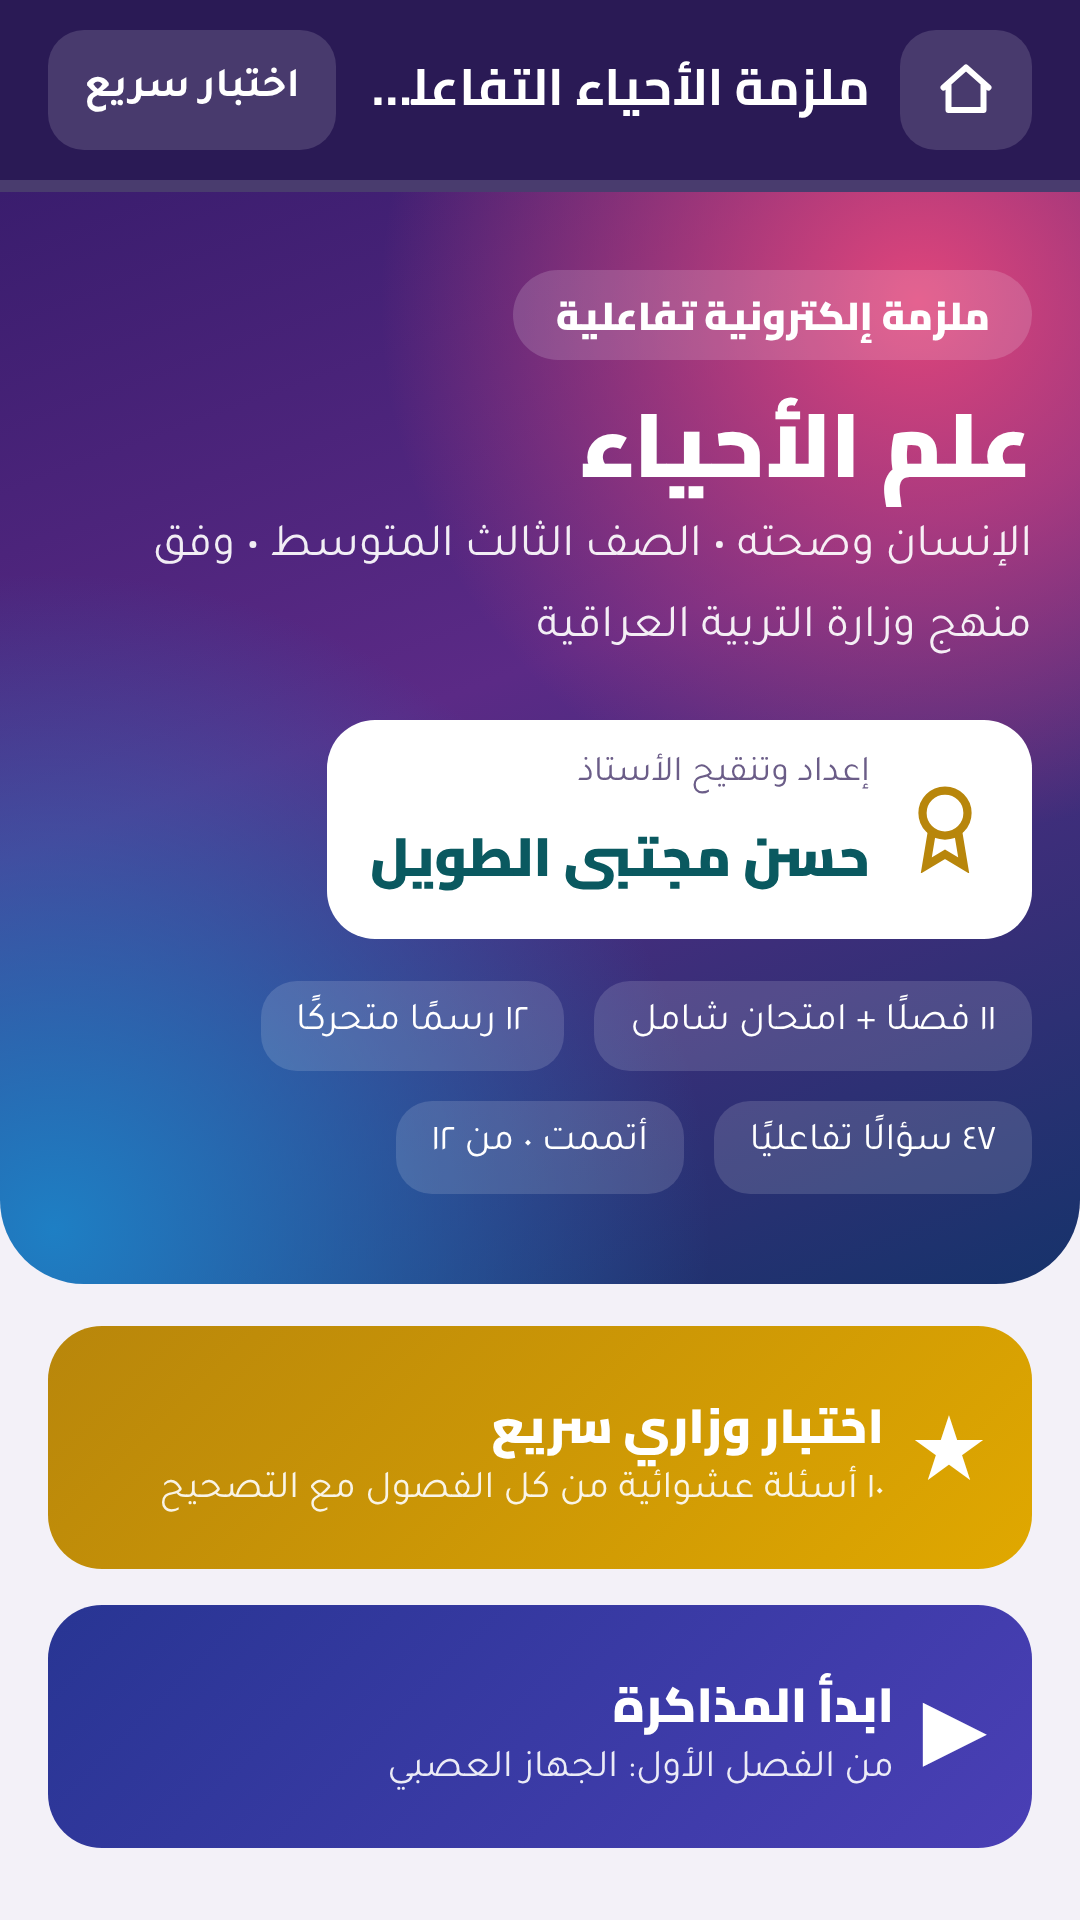 ملزمة الأحياء التفاعلـ...
اختبار سريع
ملزمة إلكترونية تفاعلية
علم الأحياء
الإنسان وصحته • الصف الثالث المتوسط • وفق
منهج وزارة التربية العراقية
إعداد وتنقيح الأستاذ
حسن مجتبى الطويل
١١ فصلًا + امتحان شامل
١٢ رسمًا متحركًا
٤٧ سؤالًا تفاعليًا
أتممت ٠ من ١٢
اختبار وزاري سريع
١٠ أسئلة عشوائية من كل الفصول مع التصحيح
ابدأ المذاكرة
من الفصل الأول: الجهاز العصبي